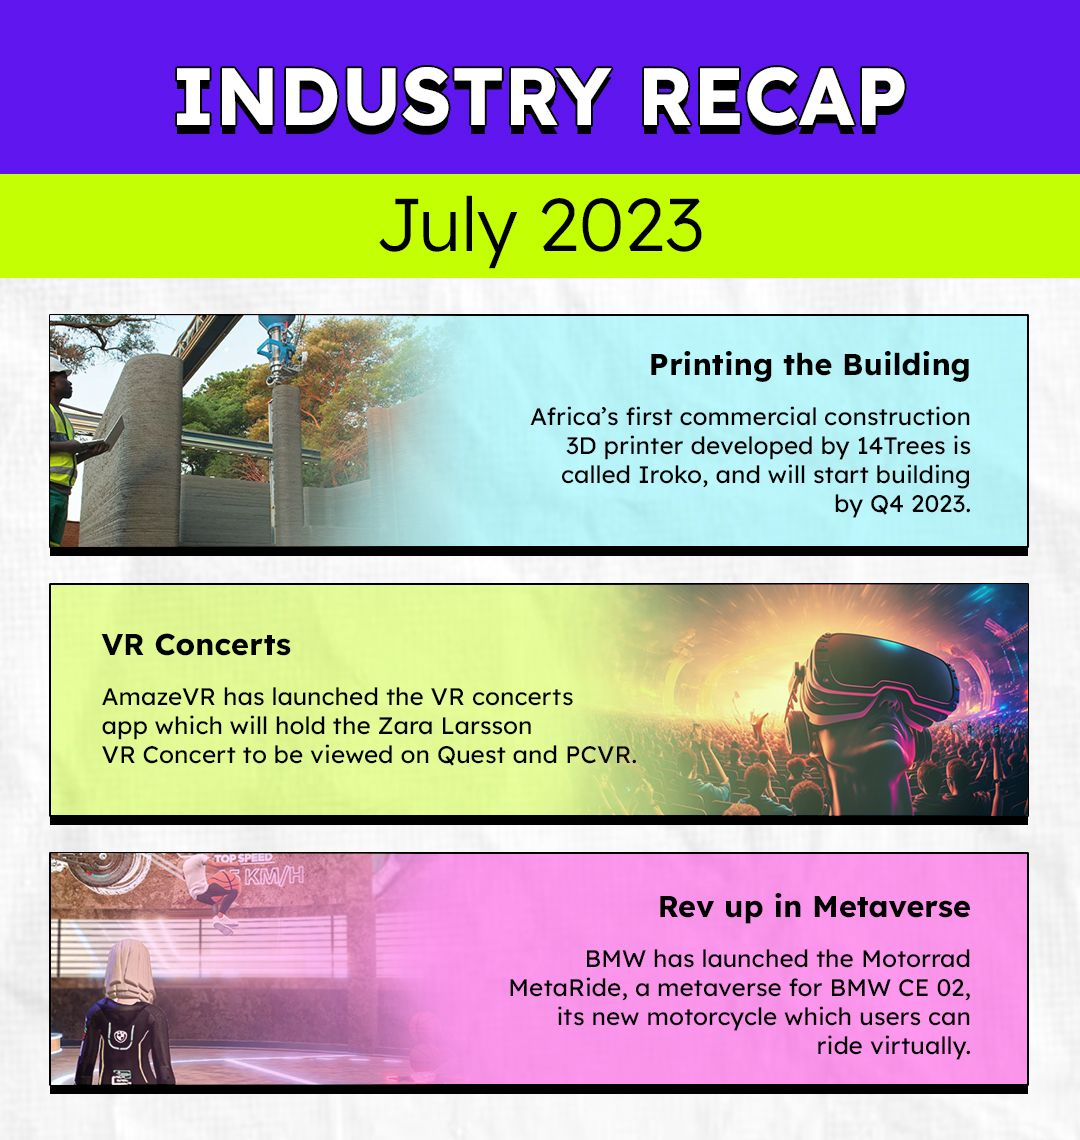 INDUSTRY RECAP
July 2023
Printing the Building
Africa’s first commercial construction
3D printer developed by 14Trees is
called Iroko, and will start building
by Q4 2023.
VR Concerts
AmazeVR has launched the VR concerts
app which will hold the Zara Larsson
VR Concert to be viewed on Quest and PCVR.
TOP SPEED
5 KM/H
Rev up in Metaverse
BMW has launched the Motorrad
MetaRide, a metaverse for BMW CE 02,
its new motorcycle which users can
ride virtually.